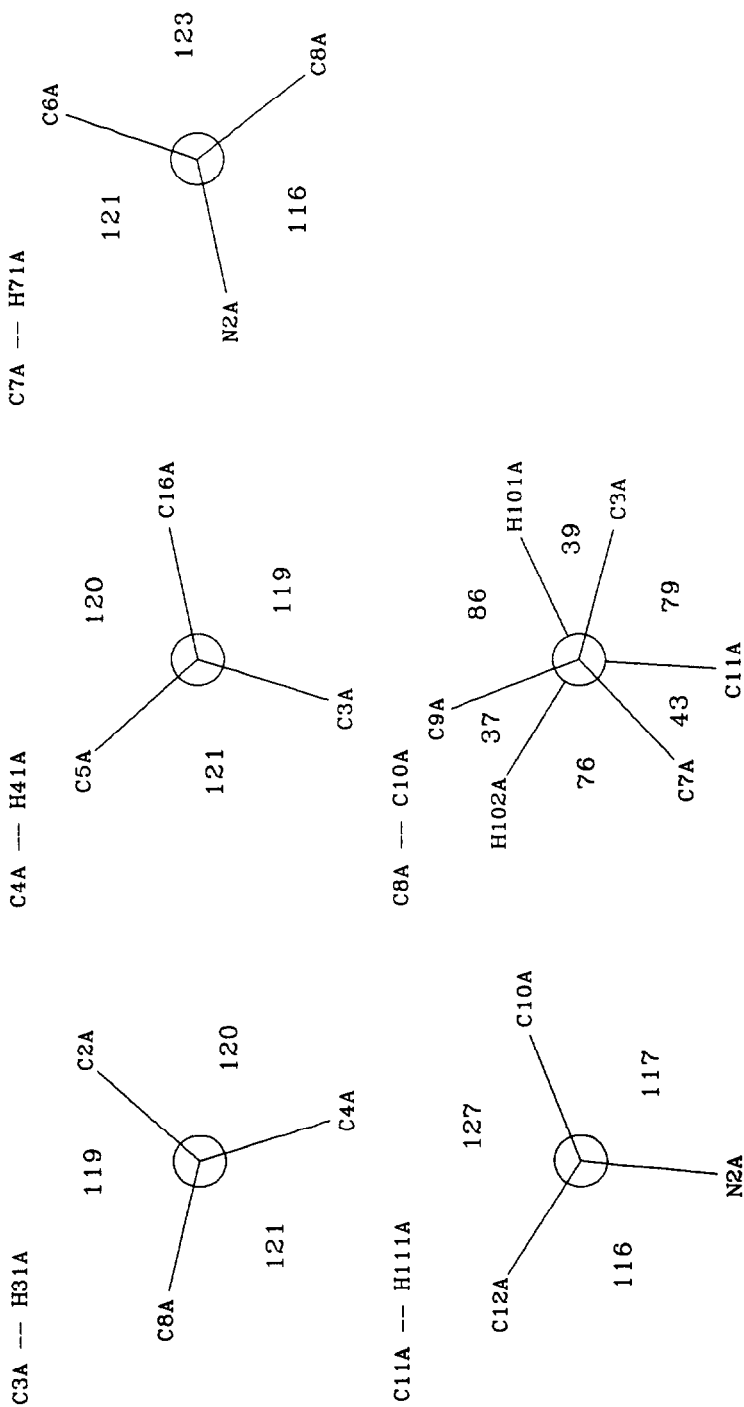 C3A -- H31A
C2A
119
120
C8A
121
C4A
C4A -- H41A
C5A
120
C16A
121
119
C3A
C7A -- H71A
C6A
121
123
N2A
116
C8A
C11A -- H111A
C12A
127
C10A
116
117
N2A
C8A -- C10A
C9A
86
H101A
37
39
H102A
C3A
76
79
43
C7A
C11A